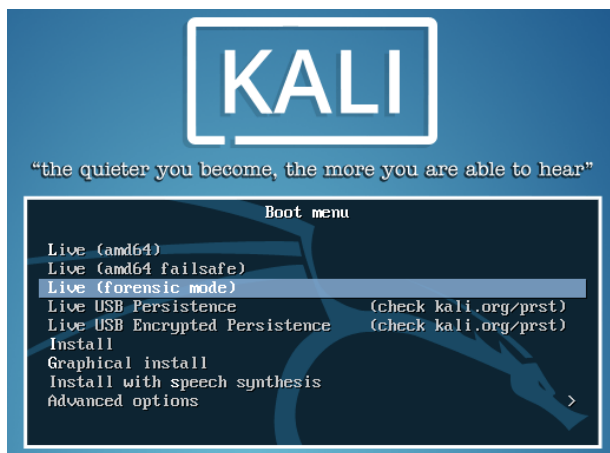 KALI
“the quieter you become, the more you are able to hear”
Boot menu
Live (amd64)
Live (amd64 failsafe)
Live (forensic mode)
Live USB Persistence (check kali.org/prst)
Live USB Encrypted Persistence (check kali.org/prst)
Install
Graphical install
Install with speech synthesis
Advanced options >